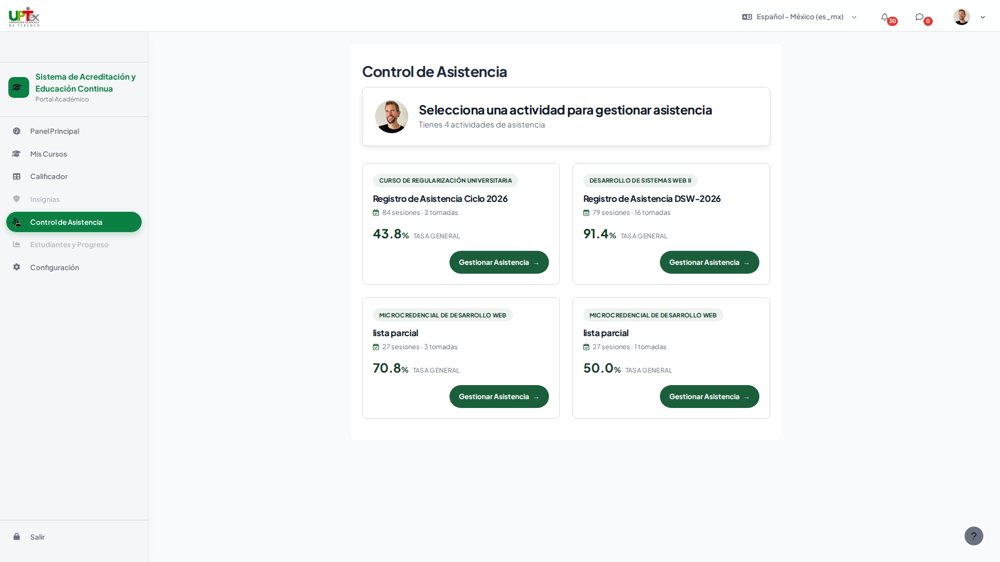 UPTex
UNIVERSIDAD POLITÉCNICA
DE TEXCOCO
Español - México (es_mx)
30
0
Sistema de Acreditación y
Educación Continua
Portal Académico
Panel Principal
Mis Cursos
Calificador
Insignias
Control de Asistencia
Estudiantes y Progreso
Configuración
Salir
Control de Asistencia
Selecciona una actividad para gestionar asistencia
Tienes 4 actividades de asistencia
CURSO DE REGULARIZACIÓN UNIVERSITARIA
Registro de Asistencia Ciclo 2026
84 sesiones · 2 tomadas
43.8% TASA GENERAL
Gestionar Asistencia →
DESARROLLO DE SISTEMAS WEB II
Registro de Asistencia DSW-2026
79 sesiones · 16 tomadas
91.4% TASA GENERAL
Gestionar Asistencia →
MICROCREDENCIAL DE DESARROLLO WEB
lista parcial
27 sesiones · 3 tomadas
70.8% TASA GENERAL
Gestionar Asistencia →
MICROCREDENCIAL DE DESARROLLO WEB
lista parcial
27 sesiones · 1 tomadas
50.0% TASA GENERAL
Gestionar Asistencia →
?